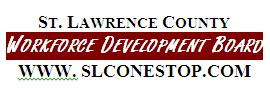 ST. LAWRENCE COUNTY
WORKFORCE DEVELOPMENT BOARD
WWW. SLCONESTOP.COM